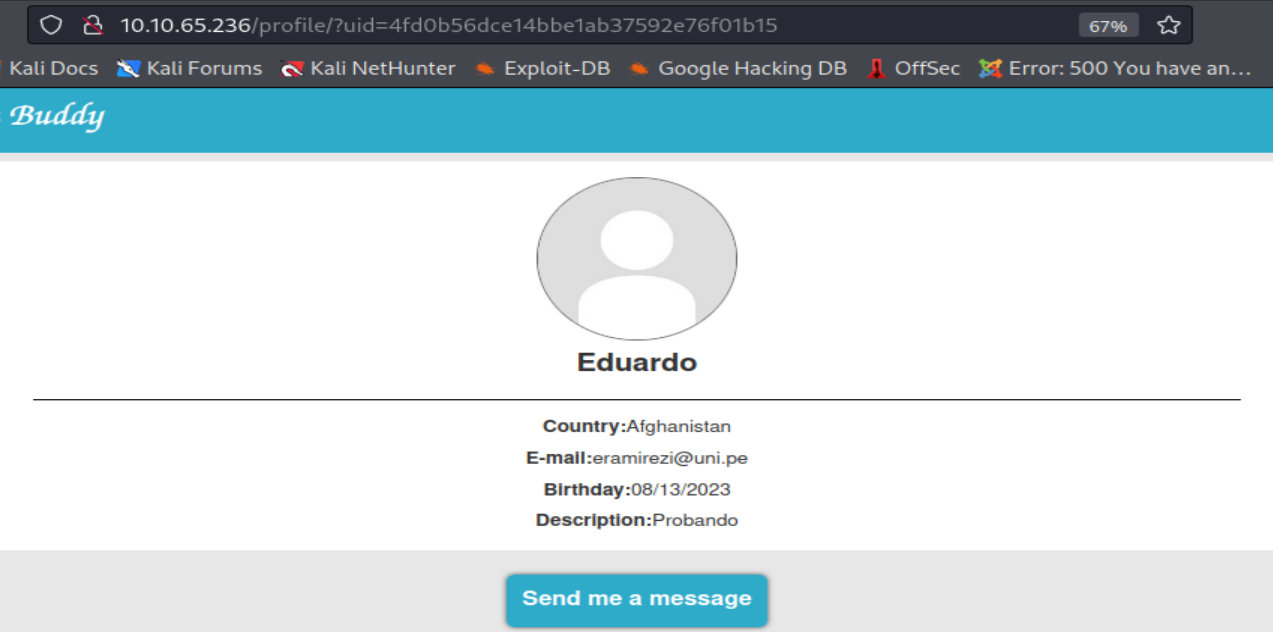 10.10.65.236/profile/?uid=4fd0b56dce14bbe1ab37592e76f01b15 67%
Kali Docs Kali Forums Kali NetHunter Exploit-DB Google Hacking DB OffSec Error: 500 You have an...
Buddy
Eduardo
Country:Afghanistan
E-mail:eramirezi@uni.pe
Birthday:08/13/2023
Description:Probando
Send me a message